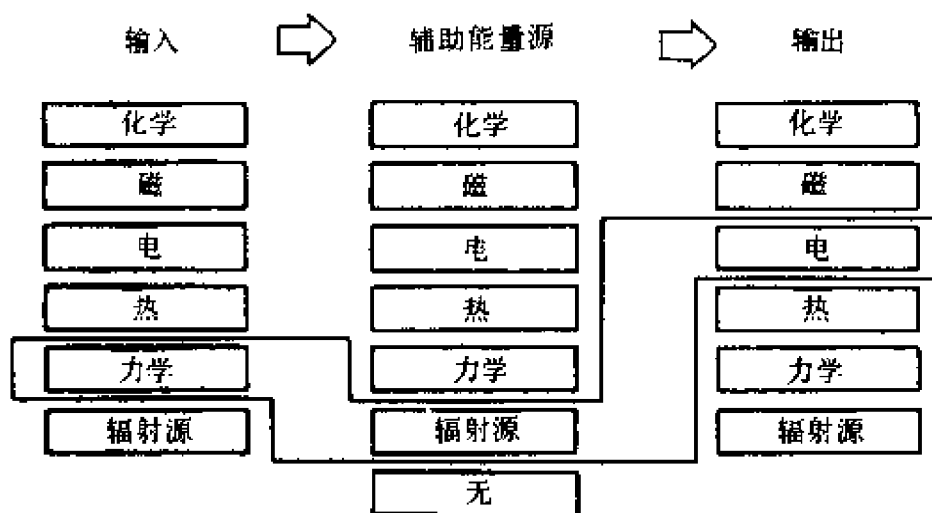 输入 辅助能量源 输出
化学 化学 化学
磁 磁 磁
电 电 电
热 热 热
力学 力学 力学
辐射源 辐射源 辐射源
无